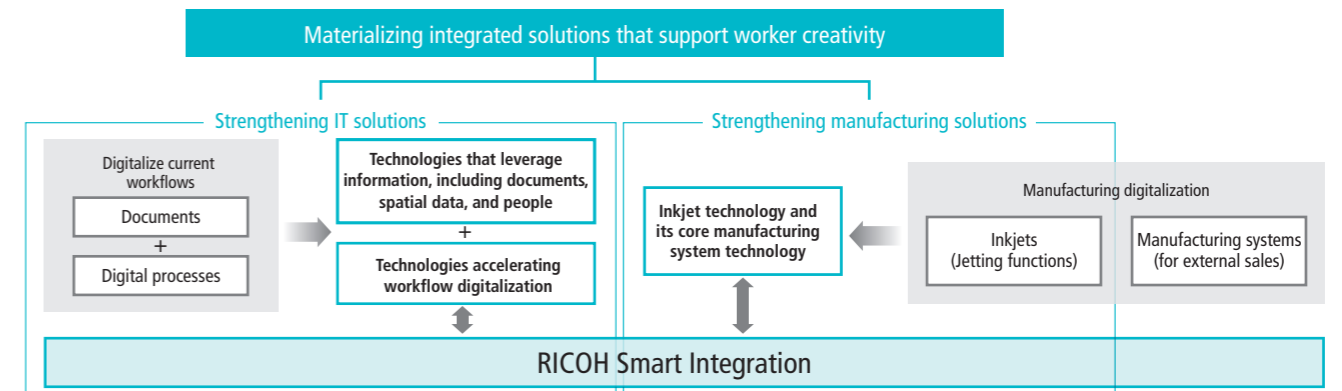 Materializing integrated solutions that support worker creativity
Strengthening IT solutions
Digitalize current
workflows
Documents
+
Digital processes
Technologies that leverage
information, including documents,
spatial data, and people
+
Technologies accelerating
workflow digitalization
Strengthening manufacturing solutions
Inkjet technology and
its core manufacturing
system technology
Manufacturing digitalization
Inkjets
(Jetting functions)
Manufacturing systems
(for external sales)
RICOH Smart Integration